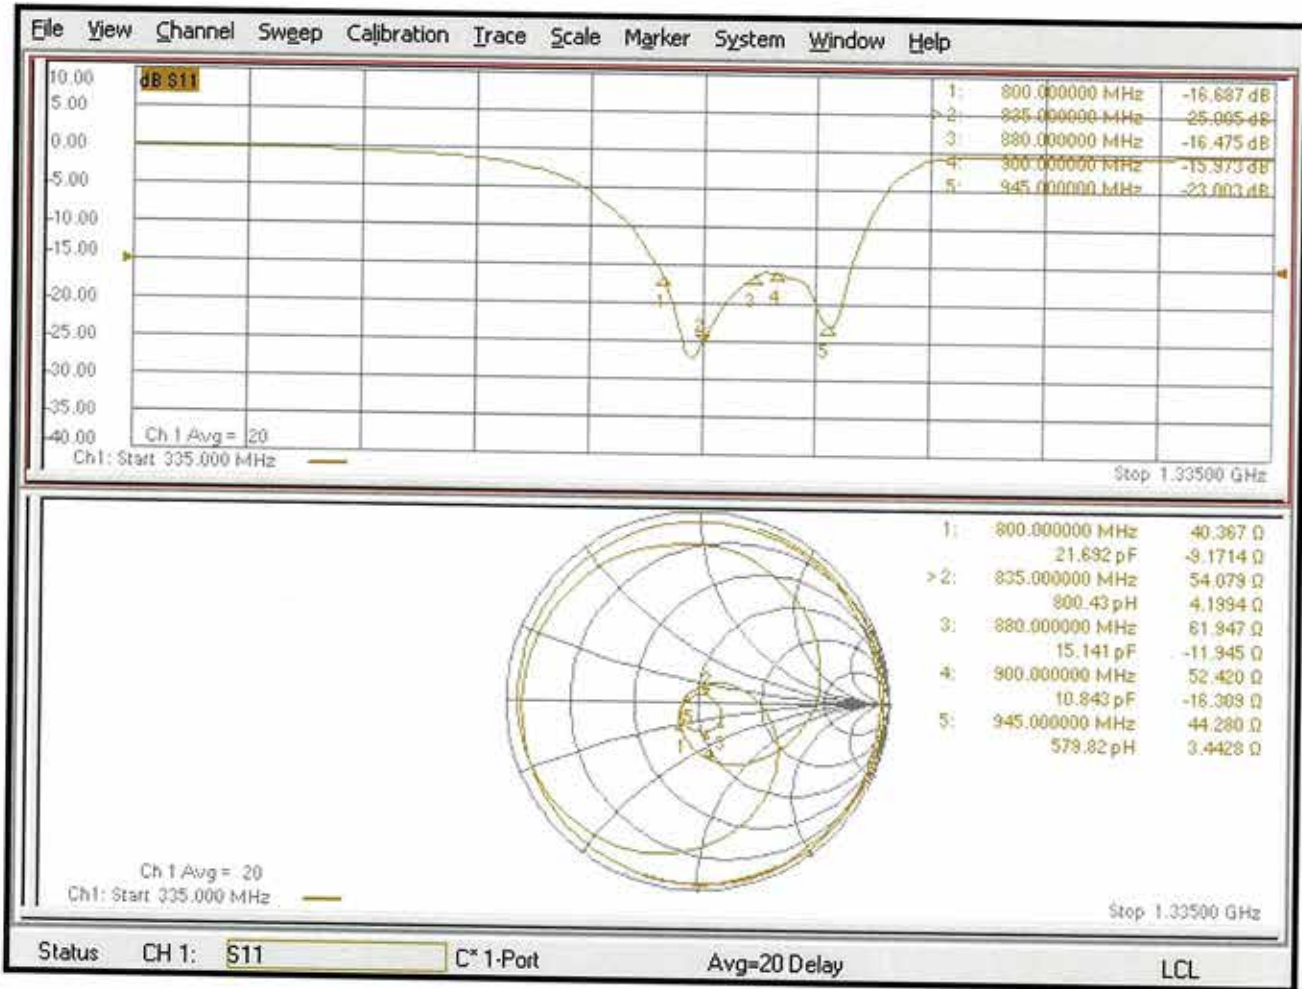 File View Channel Sweep Calibration Trace Scale Marker System Window Help
10.00
5.00
0.00
-5.00
-10.00
-15.00
-20.00
-25.00
-30.00
-35.00
-40.00
dB S11
1: 800.000000 MHz -16.687 dB
>2: 835.000000 MHz -25.005 dB
3: 880.000000 MHz -16.475 dB
4: 900.000000 MHz -15.973 dB
5: 945.000000 MHz -23.003 dB
1
2
3
4
5
Ch 1 Avg = 20
Ch1: Start 335.000 MHz
Stop 1.33500 GHz
1: 800.000000 MHz 40.367 Ω
21.692 pF -9.1714 Ω
>2: 835.000000 MHz 54.079 Ω
800.43 pH 4.1994 Ω
3: 880.000000 MHz 61.947 Ω
15.141 pF -11.945 Ω
4: 900.000000 MHz 52.420 Ω
10.843 pF -16.309 Ω
5: 945.000000 MHz 44.280 Ω
579.82 pH 3.4428 Ω
2
5
4
1
3
Ch 1 Avg = 20
Ch1: Start 335.000 MHz
Stop 1.33500 GHz
Status CH 1: S11 C* 1-Port Avg=20 Delay LCL